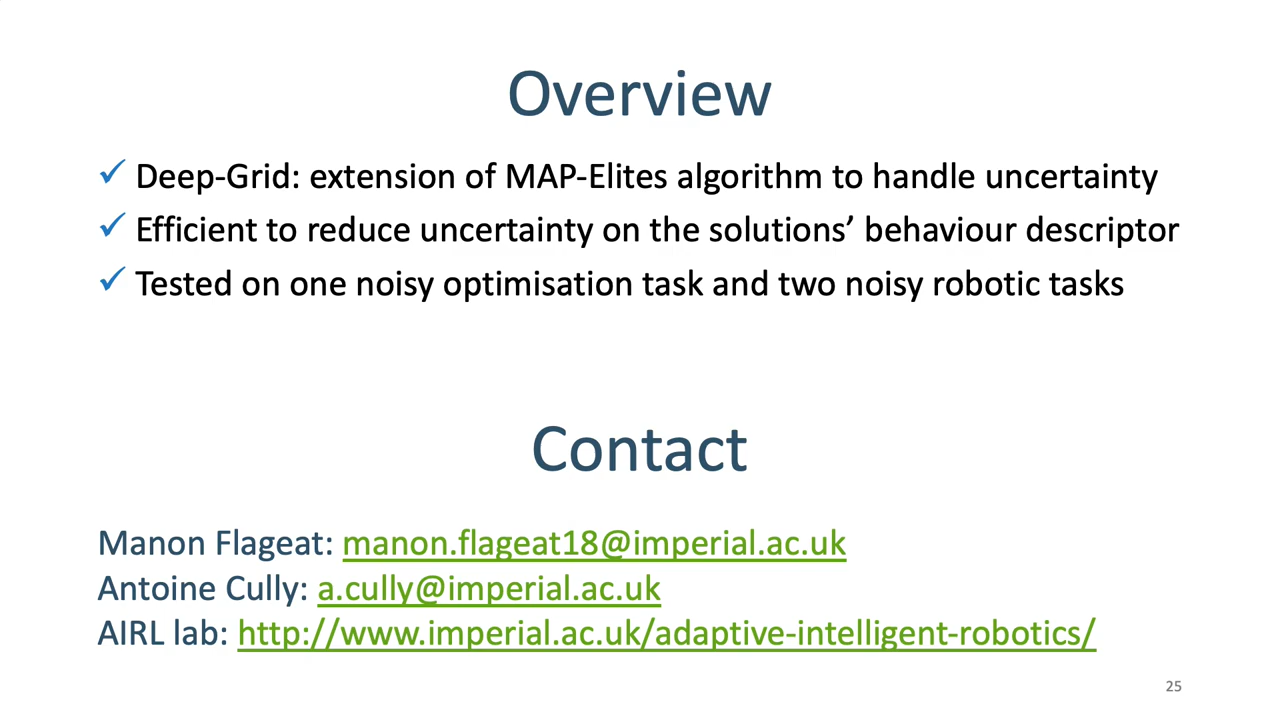 Overview
✓ Deep-Grid: extension of MAP-Elites algorithm to handle uncertainty
✓ Efficient to reduce uncertainty on the solutions’ behaviour descriptor
✓ Tested on one noisy optimisation task and two noisy robotic tasks
Contact
Manon Flageat: manon.flageat18@imperial.ac.uk
Antoine Cully: a.cully@imperial.ac.uk
AIRL lab: http://www.imperial.ac.uk/adaptive-intelligent-robotics/
25